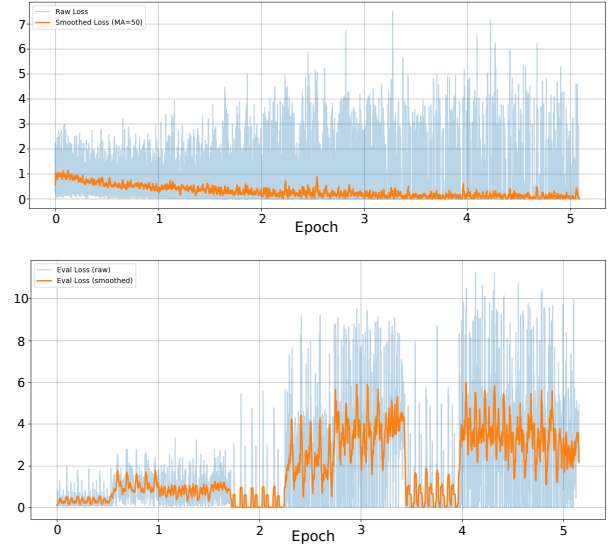 Raw Loss
Smoothed Loss (MA=50)
7
6
5
4
3
2
1
0
0 1 2 3 4 5
Epoch
Eval Loss (raw)
Eval Loss (smoothed)
10
8
6
4
2
0
0 1 2 3 4 5
Epoch